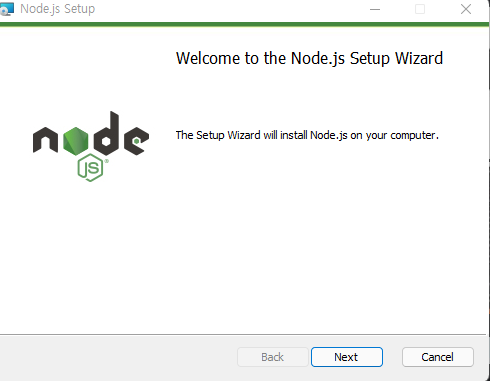 Node.js Setup
Welcome to the Node.js Setup Wizard
The Setup Wizard will install Node.js on your computer.
node
JS®
Back Next Cancel